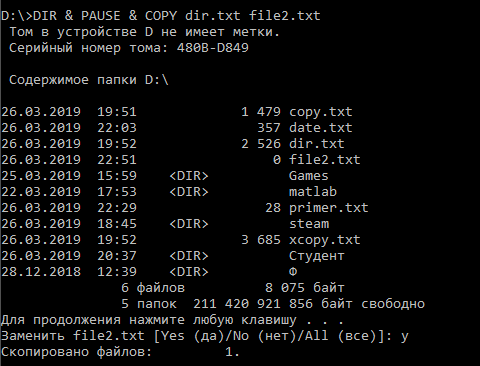 D:\>DIR & PAUSE & COPY dir.txt file2.txt
Том в устройстве D не имеет метки.
Серийный номер тома: 480B-D849
Содержимое папки D:\
26.03.2019  19:51             1 479 copy.txt
26.03.2019  22:03               357 date.txt
26.03.2019  19:52             2 526 dir.txt
26.03.2019  22:51                 0 file2.txt
25.03.2019  15:59    <DIR>          Games
22.03.2019  17:53    <DIR>          matlab
26.03.2019  22:29                28 primer.txt
26.03.2019  18:45    <DIR>          steam
26.03.2019  19:52             3 685 xcopy.txt
26.03.2019  20:37    <DIR>          Студент
28.12.2018  12:39    <DIR>          Ф
6 файлов          8 075 байт
5 папок  211 420 921 856 байт свободно
Для продолжения нажмите любую клавишу . . .
Заменить file2.txt [Yes (да)/No (нет)/All (все)]: y
Скопировано файлов:         1.